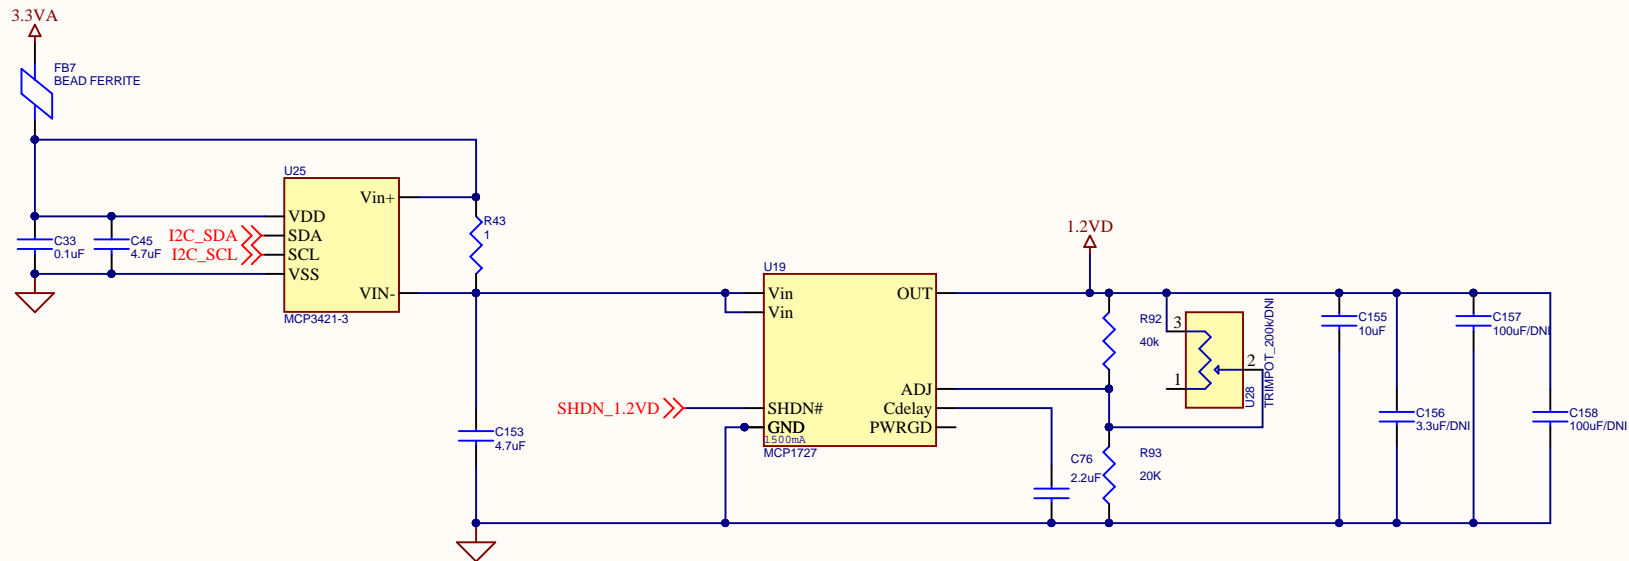 3.3VA
FB7
BEAD FERRITE
U25
Vin+
VDD
SDA
SCL
VSS
VIN-
MCP3421-3
I2C_SDA
I2C_SCL
C33
0.1uF
C45
4.7uF
R43
1
C153
4.7uF
SHDN_1.2VD
U19
Vin
Vin
OUT
ADJ
SHDN#
Cdelay
GND
PWRGD
1500mA
MCP1727
1.2VD
R92
40k
3
2
1
U28
TRIMPOT_200k/DNI
C76
2.2uF
R93
20K
C155
10uF
C156
3.3uF/DNI
C157
100uF/DNI
C158
100uF/DNI